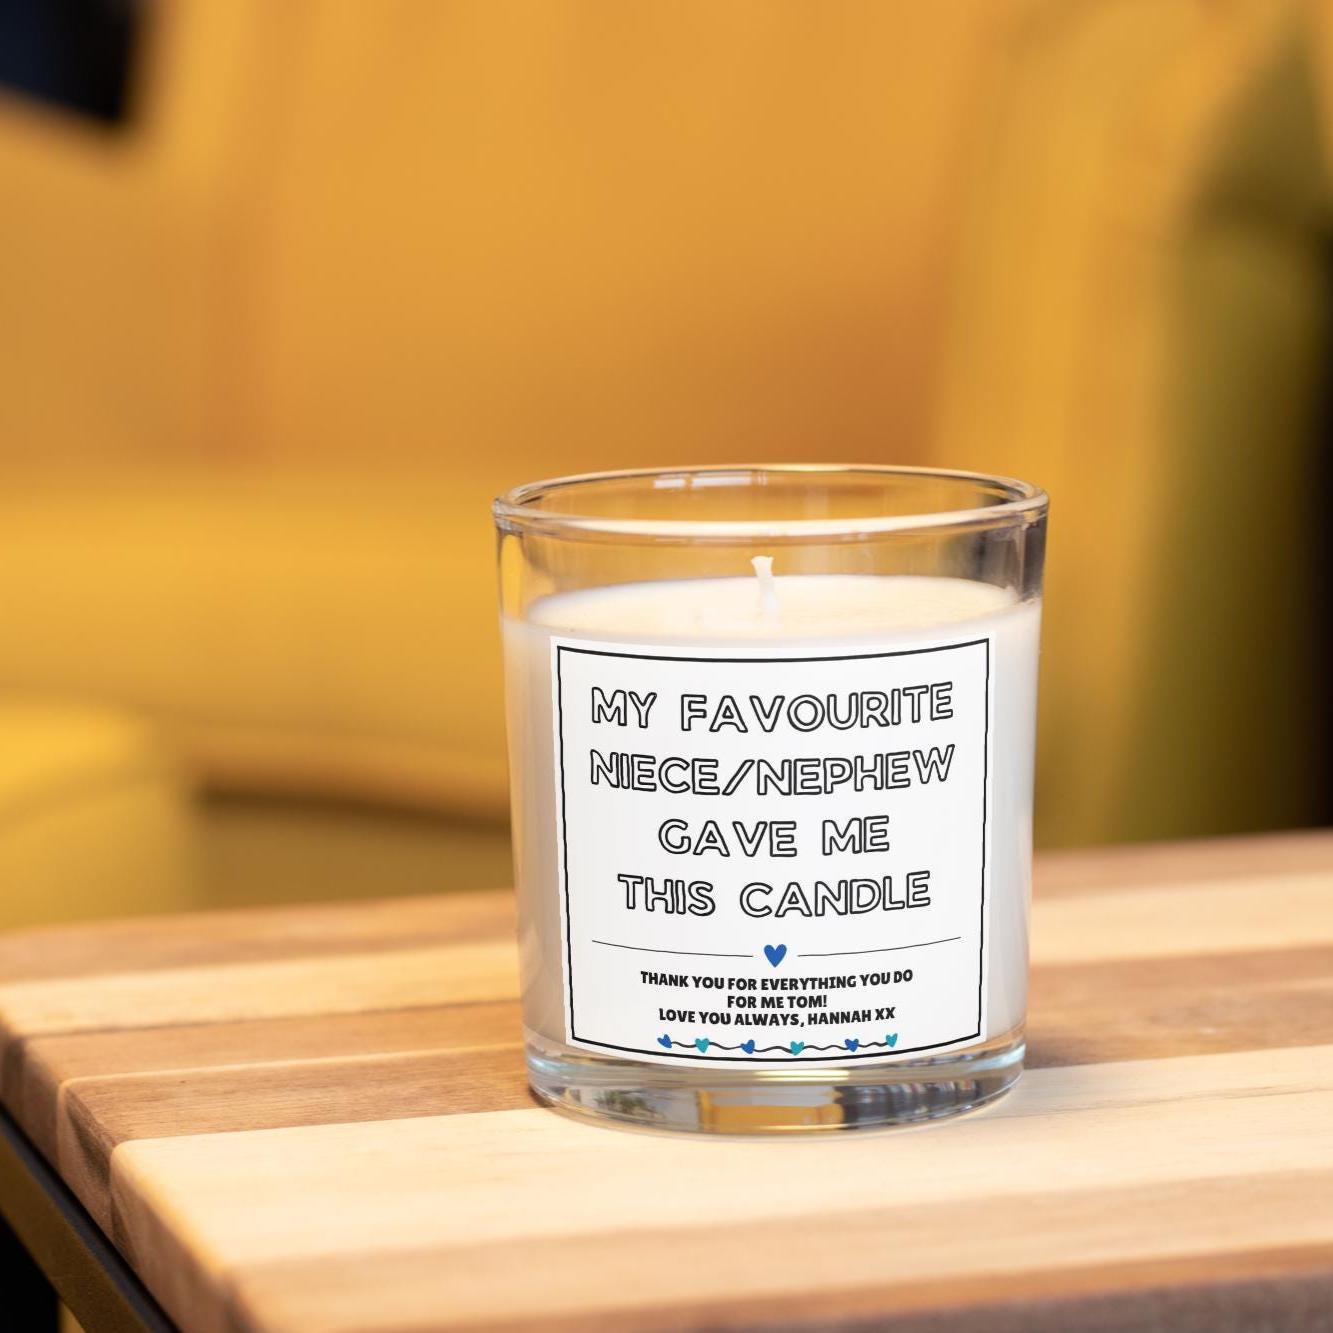 MY FAVOURITE
NIECE/NEPHEW
GAVE ME
THIS CANDLE
THANK YOU FOR EVERYTHING YOU DO
FOR ME TOM!
LOVE YOU ALWAYS, HANNAH XX